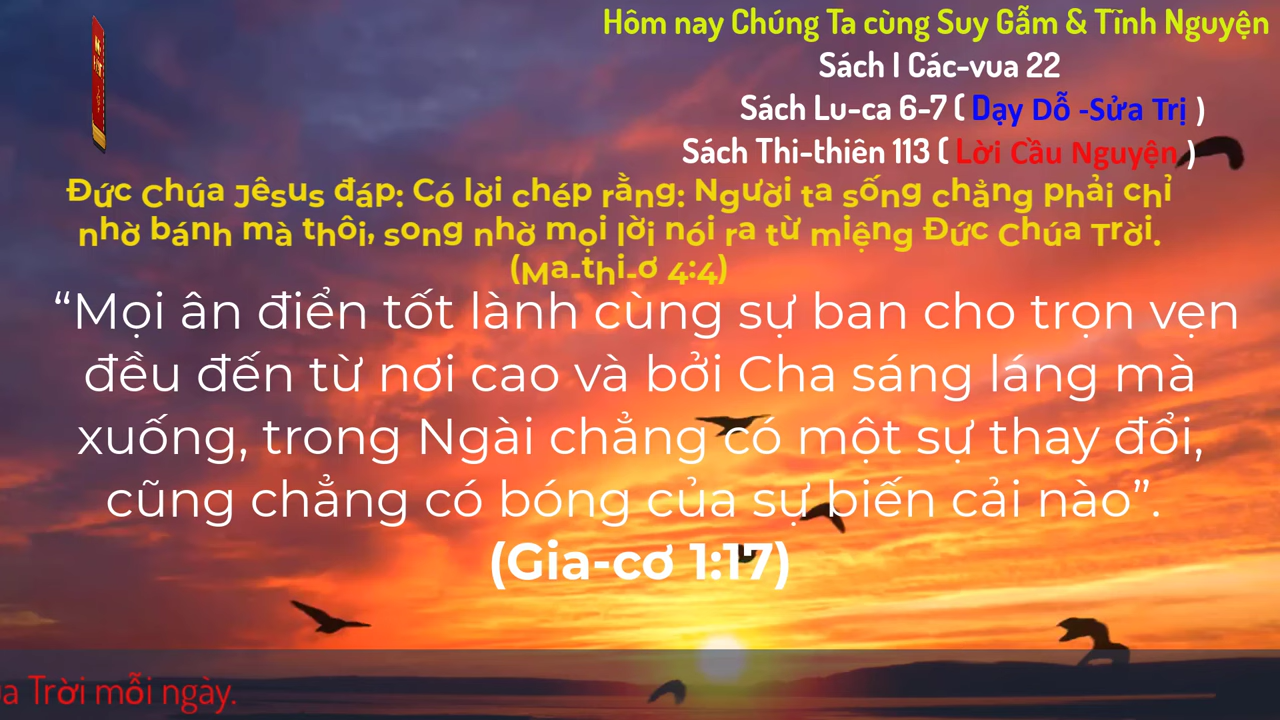 Hôm nay Chúng Ta cùng Suy Gẫm & Tĩnh Nguyện
Sách I Các-vua 22
Sách Lu-ca 6-7 ( Dạy Dỗ -Sửa Trị )
Sách Thi-thiên 113 ( Lời Cầu Nguyện )
Đức Chúa Jêsus đáp: Có lời chép rằng: Người ta sống chẳng phải chỉ
nhờ bánh mà thôi, song nhờ mọi lời nói ra từ miệng Đức Chúa Trời.
(Ma-thi-ơ 4:4)
“Mọi ân điển tốt lành cùng sự ban cho trọn vẹn
đều đến từ nơi cao và bởi Cha sáng láng mà
xuống, trong Ngài chẳng có một sự thay đổi,
cũng chẳng có bóng của sự biến cải nào”.
(Gia-cơ 1:17)
Trời mỗi ngày.